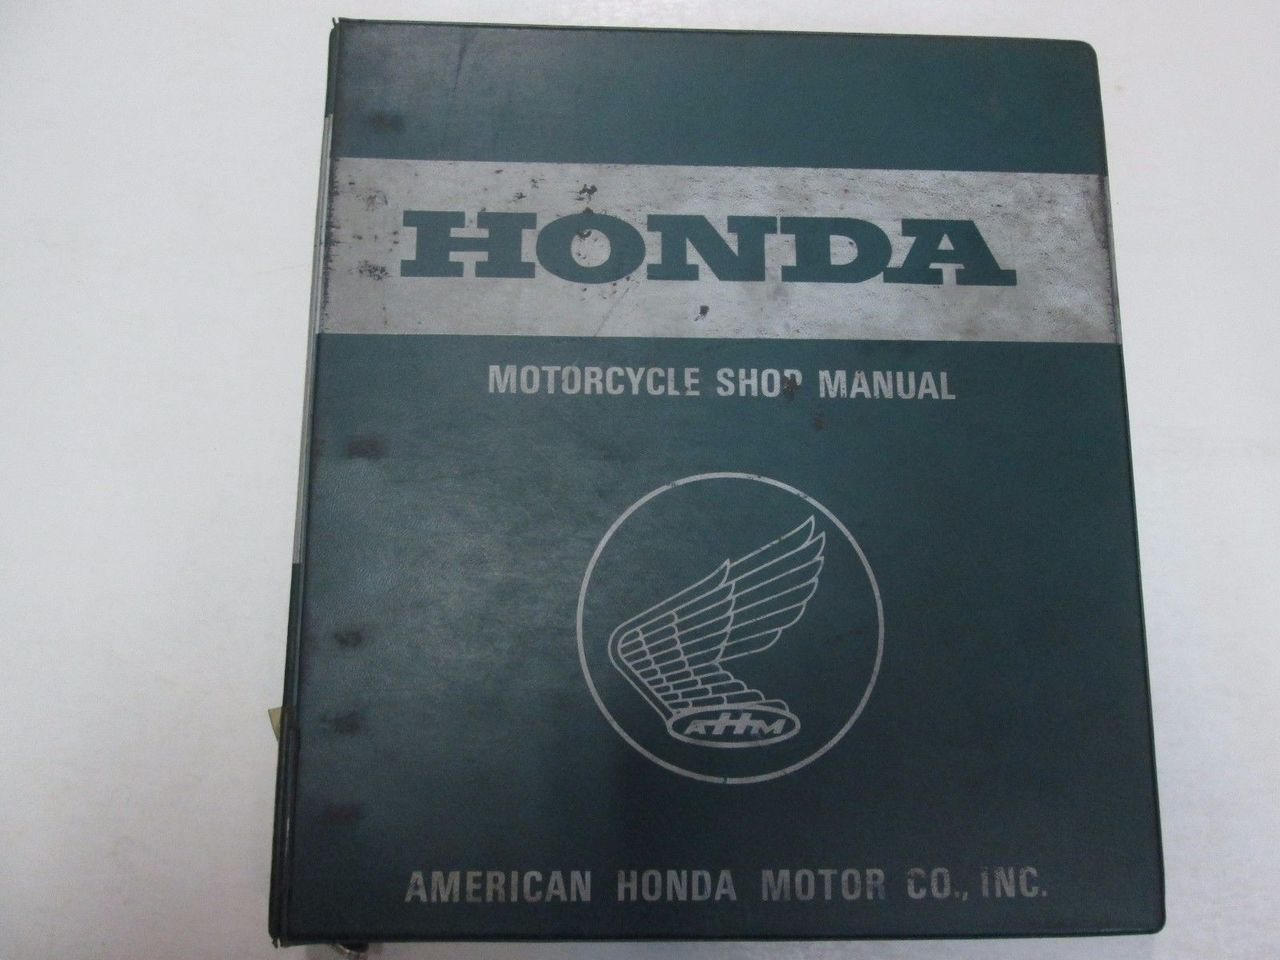 HONDA
MOTORCYCLE SHOP MANUAL
AHM
AMERICAN HONDA MOTOR CO., INC.